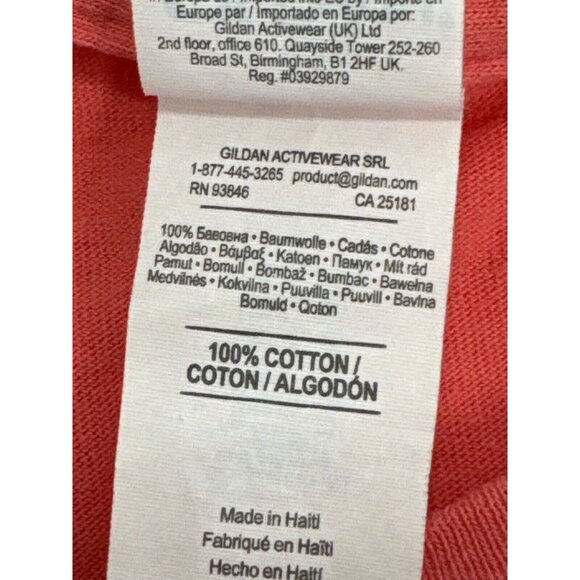 Europe par / Importado en Europa por:
Gildan Activewear (UK) Ltd
2nd floor, office 610. Quayside Tower 252-260
Broad St, Birmingham, B1 2HF UK.
Reg. #03929879
GILDAN ACTIVEWEAR SRL
1-877-445-3265 product@gildan.com
RN 93846 CA 25181
100% Бавовна • Baumwolle • Cadás • Cotone
Algodão • Βάμβαξ • Katoen • Памук • Mit rád
Pamut • Bomull • Bombaž • Bumbac • Bawełna
Medvilnės • Kokvilna • Puuvilla • Puuvill • Bavlna
Bomuld • Qoton
100% COTTON /
COTON / ALGODÓN
Made in Haiti
Fabriqué en Haïti
Hecho en Haití